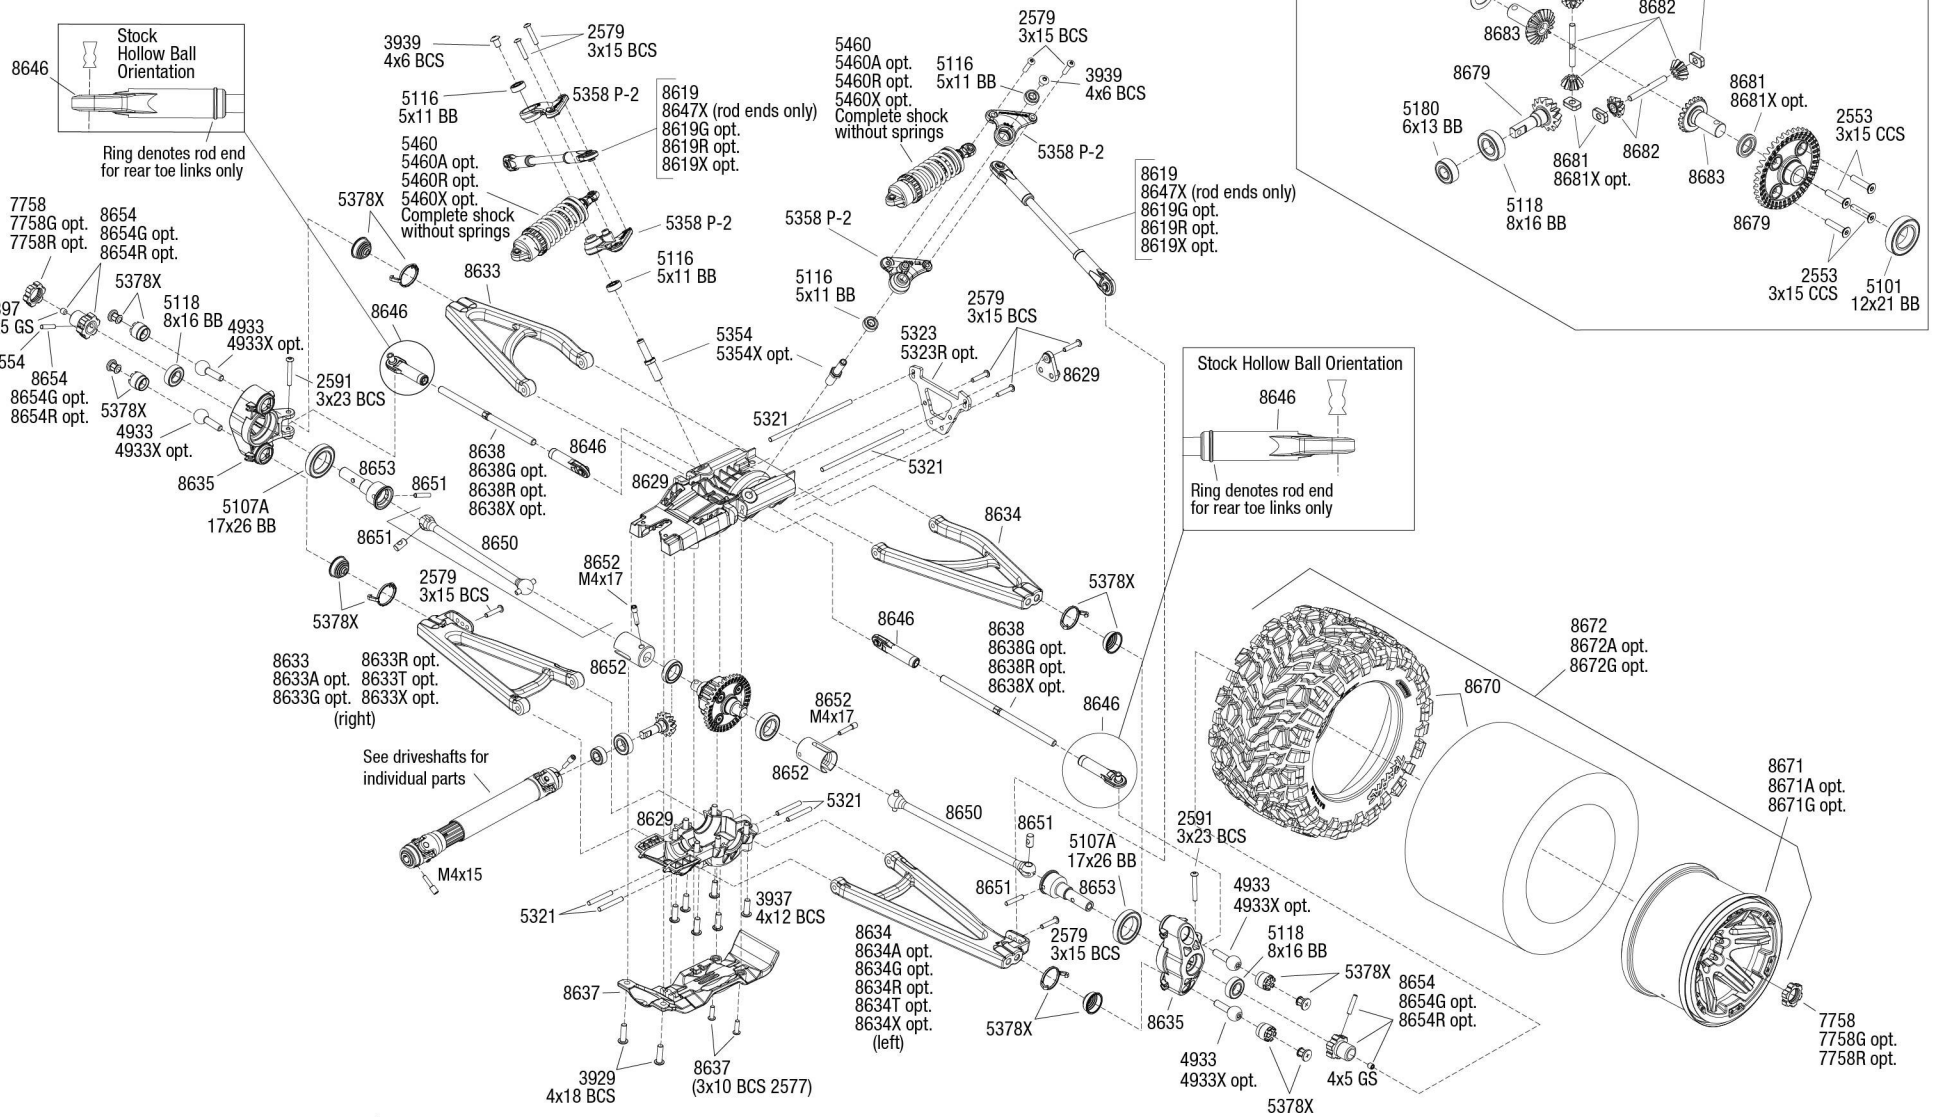 Stock
Hollow Ball
Orientation
8646
Ring denotes rod end
for rear toe links only
3939
4x6 BCS
2579
3x15 BCS
5116
5x11 BB
5358 P-2
5460
5460A opt.
5460R opt.
5460X opt.
Complete shock
without springs
8619
8647X (rod ends only)
8619G opt.
8619R opt.
8619X opt.
5358 P-2
5116
5x11 BB
2579
3x15 BCS
5460
5460A opt.
5460R opt.
5460X opt.
Complete shock
without springs
5116
5x11 BB
3939
4x6 BCS
5358 P-2
5358 P-2
5116
5x11 BB
8619
8647X (rod ends only)
8619G opt.
8619R opt.
8619X opt.
8682
8683
8679
5180
6x13 BB
5118
8x16 BB
8681
8681X opt.
8682
8681
8681X opt.
8683
2553
3x15 CCS
8679
2553
3x15 CCS
5101
12x21 BB
7758
7758G opt.
7758R opt.
8654
8654G opt.
8654R opt.
5378X
5378X
5118
8x16 BB
4933
4933X opt.
5 GS
8654
8654G opt.
8654R opt.
5378X
4933
4933X opt.
2591
3x23 BCS
8635
5107A
17x26 BB
8653
8651
8651
8650
8633
8646
8638
8638G opt.
8638R opt.
8638X opt.
8646
5354
5354X opt.
5321
5323
5323R opt.
2579
3x15 BCS
8629
5321
8629
8634
Stock Hollow Ball Orientation
8646
Ring denotes rod end
for rear toe links only
5378X
2579
3x15 BCS
8633
8633A opt.
8633G opt.
8633R opt.
8633T opt.
8633X opt.
(right)
8652
M4x17
8652
8652
M4x17
8652
See driveshafts for
individual parts
M4x15
8646
8638
8638G opt.
8638R opt.
8638X opt.
8646
5378X
8672
8672A opt.
8672G opt.
8670
8671
8671A opt.
8671G opt.
7758
7758G opt.
7758R opt.
8629
5321
5321
3937
4x12 BCS
8637
3929
4x18 BCS
8637
(3x10 BCS 2577)
8650
8651
8651
8653
5107A
17x26 BB
2591
3x23 BCS
8634
8634A opt.
8634G opt.
8634R opt.
8634T opt.
8634X opt.
(left)
2579
3x15 BCS
5378X
8635
4933
4933X opt.
5118
8x16 BB
5378X
8654
8654G opt.
8654R opt.
4933
4933X opt.
4x5 GS
5378X